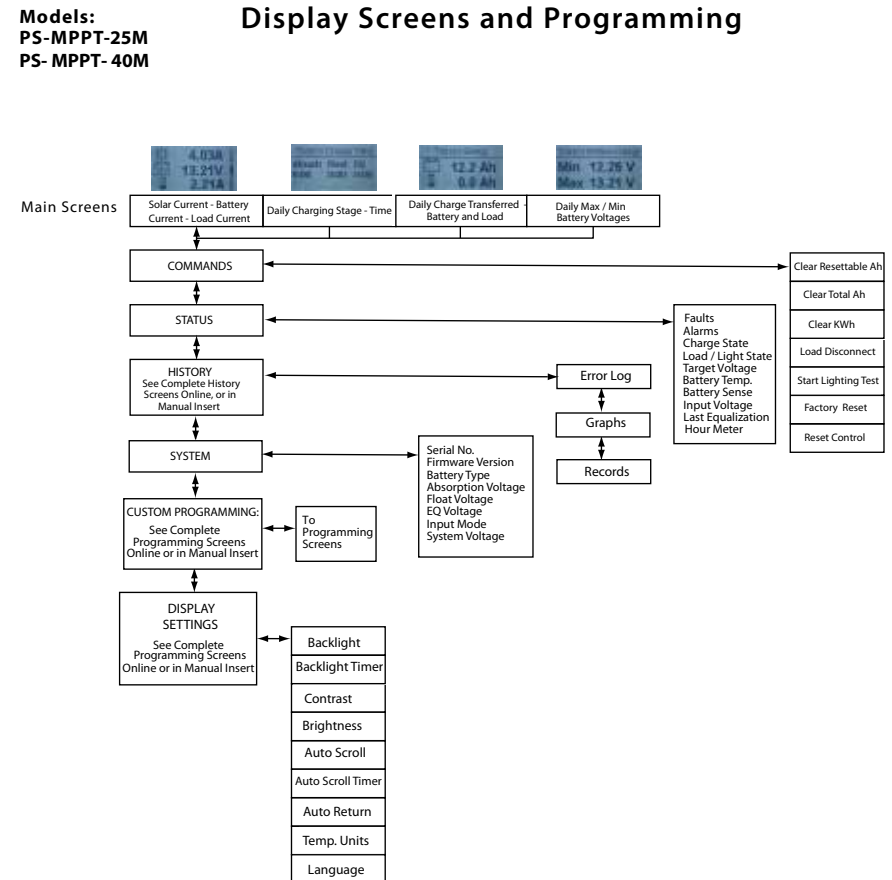 Models:
PS-MPPT-25M
PS- MPPT- 40M
Display Screens and Programming
4.03A
13.21V
2.21A
12.2 Ah
0.0 Ah
Min 12.26 V
Max 13.21 V
Main Screens
Solar Current - Battery
Current - Load Current
Daily Charging Stage - Time
Daily Charge Transferred -
Battery and Load
Daily Max / Min
Battery Voltages
COMMANDS
Clear Resettable Ah
Clear Total Ah
Clear KWh
Load Disconnect
Start Lighting Test
Factory Reset
Reset Control
STATUS
Faults
Alarms
Charge State
Load / Light State
Target Voltage
Battery Temp.
Battery Sense
Input Voltage
Last Equalization
Hour Meter
HISTORY
See Complete History
Screens Online, or in
Manual Insert
Error Log
Graphs
Records
SYSTEM
Serial No.
Firmware Version
Battery Type
Absorption Voltage
Float Voltage
EQ Voltage
Input Mode
System Voltage
CUSTOM PROGRAMMING:
See Complete
Programming Screens
Online or in Manual Insert
To
Programming
Screens
DISPLAY
SETTINGS
See Complete
Programming Screens
Online or in Manual Insert
Backlight
Backlight Timer
Contrast
Brightness
Auto Scroll
Auto Scroll Timer
Auto Return
Temp. Units
Language